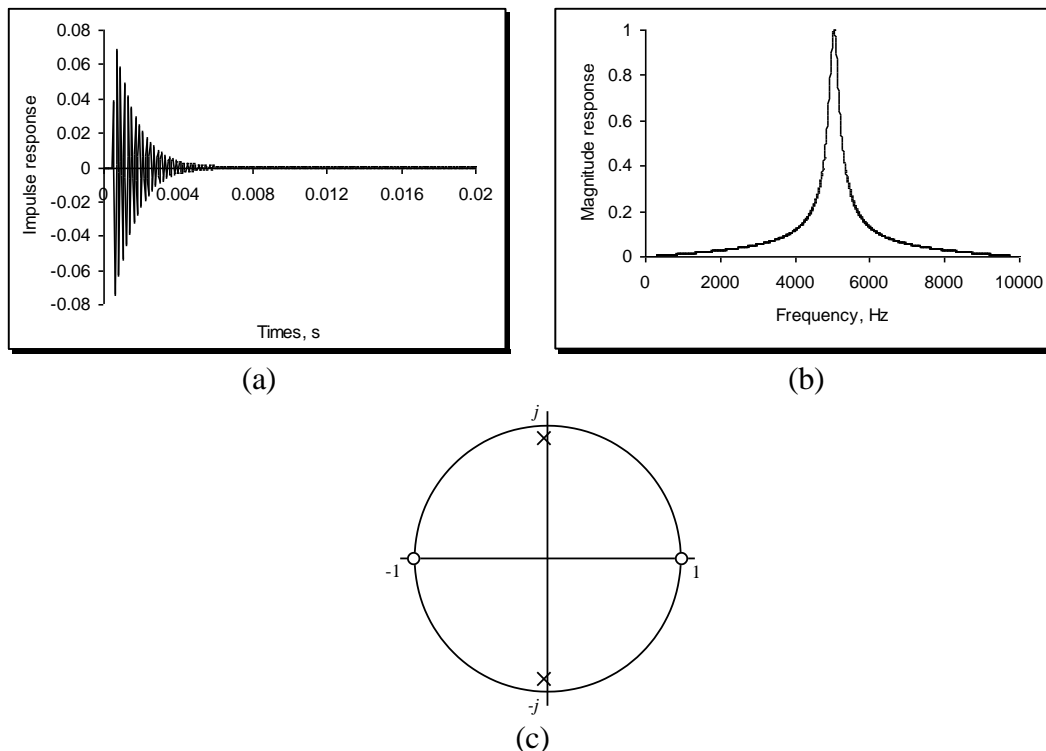 0.08
0.06
0.04
0.02
0
-0.02
-0.04
-0.06
-0.08
0 0.004 0.008 0.012 0.016 0.02
Impulse response
Times, s
(a)
1
0.8
0.6
0.4
0.2
0
0 2000 4000 6000 8000 10000
Magnitude response
Frequency, Hz
(b)
j
-1
1
-j
(c)